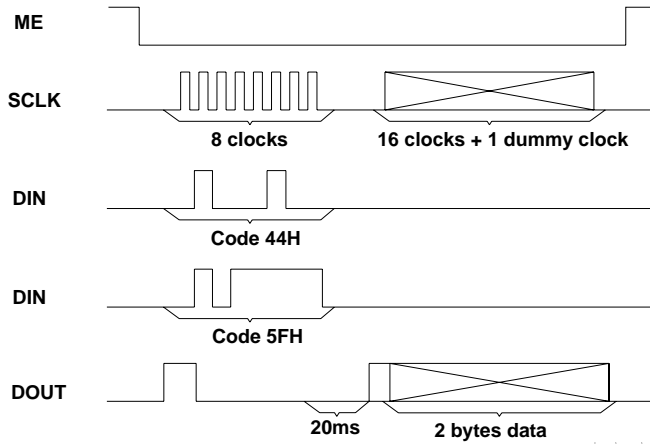 ME
SCLK
8 clocks
16 clocks + 1 dummy clock
DIN
Code 44H
DIN
Code 5FH
DOUT
20ms
2 bytes data